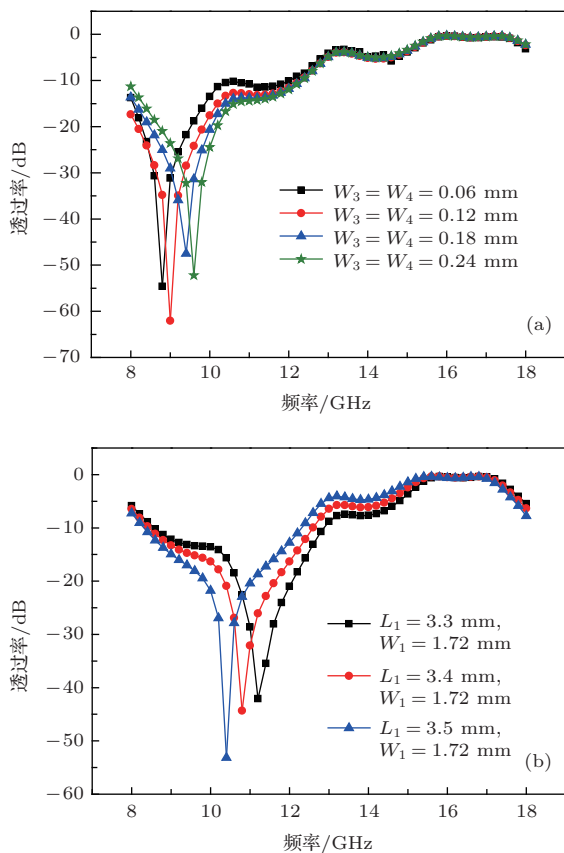 0
−10
−20
−30
−40
−50
−60
−70
透过率/dB
W₃ = W₄ = 0.06 mm
W₃ = W₄ = 0.12 mm
W₃ = W₄ = 0.18 mm
W₃ = W₄ = 0.24 mm
(a)
8 10 12 14 16 18
频率/GHz
0
−10
−20
−30
−40
−50
−60
透过率/dB
L₁ = 3.3 mm,
W₁ = 1.72 mm
L₁ = 3.4 mm,
W₁ = 1.72 mm
L₁ = 3.5 mm,
W₁ = 1.72 mm
(b)
8 10 12 14 16 18
频率/GHz